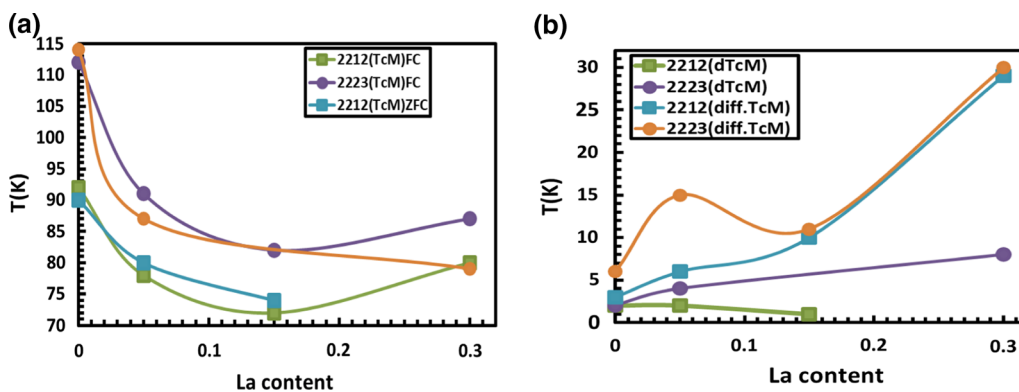 (a)
115
110
105
100
95
90
85
80
75
70
T(K)
2212(TcM)FC
2223(TcM)FC
2212(TcM)ZFC
0
0.1
0.2
0.3
La content
(b)
30
25
20
15
10
5
0
T(K)
2212(dTcM)
2223(dTcM)
2212(diff.TcM)
2223(diff.TcM)
0
0.1
0.2
0.3
La content